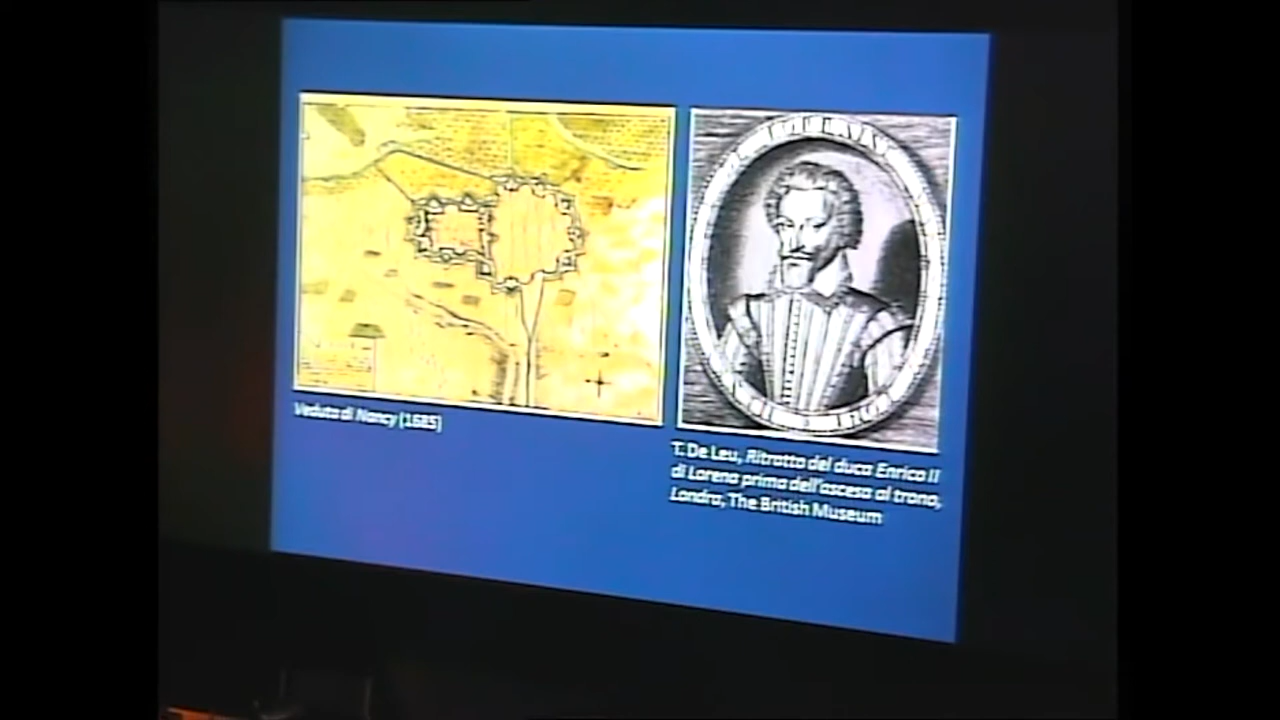 Veduta di Nancy (1685)
T. De Leu, Ritratto del duca Enrico II
di Lorena prima dell'ascesa al trono,
Londra, The British Museum